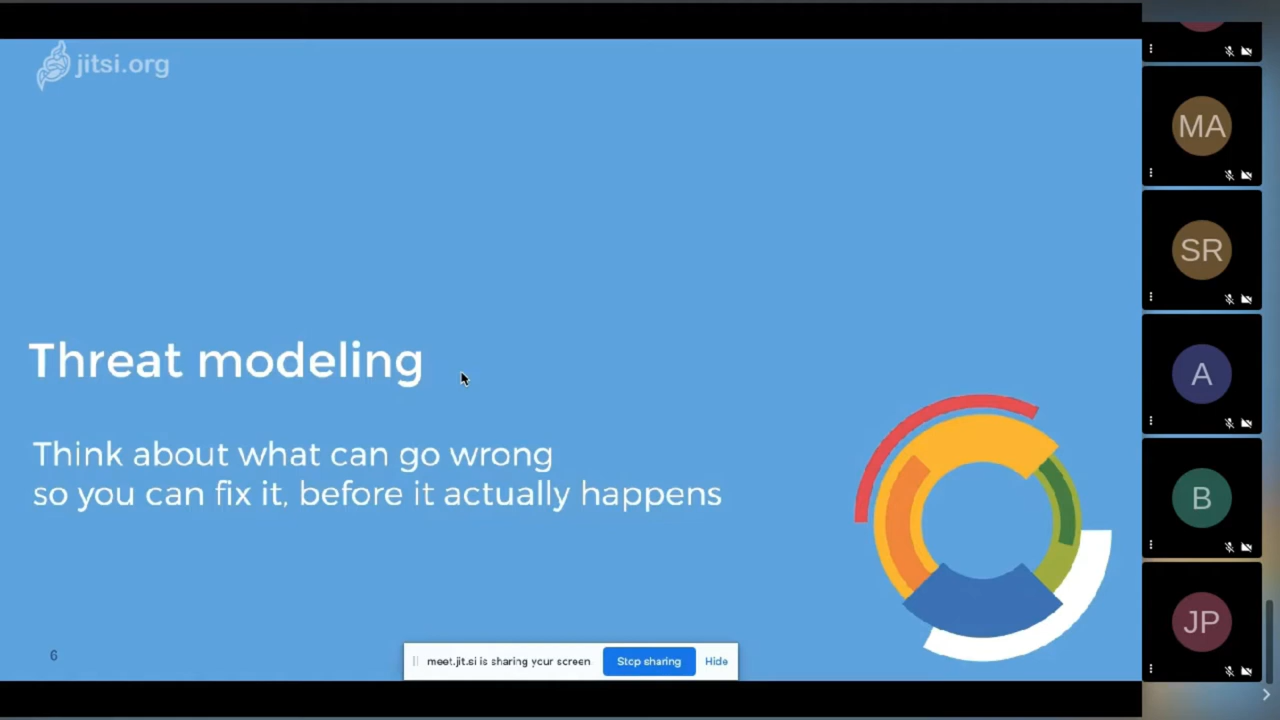 jitsi.org
Threat modeling
Think about what can go wrong
so you can fix it, before it actually happens
6
meet.jit.si is sharing your screen
Stop sharing
Hide
MA
SR
A
B
JP